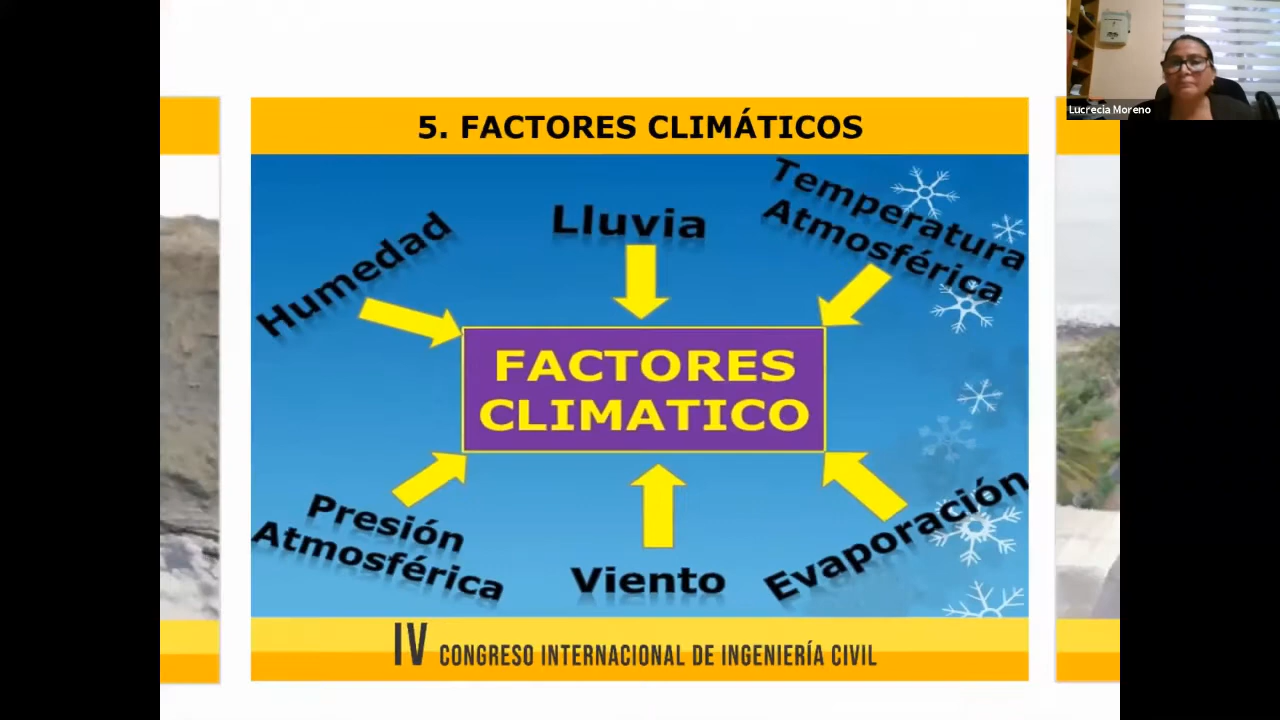 Lucrecia Moreno
5. FACTORES CLIMÁTICOS
Humedad
Lluvia
Temperatura
Atmosférica
FACTORES
CLIMATICO
Presión
Atmosférica
Viento
Evaporación
IV CONGRESO INTERNACIONAL DE INGENIERÍA CIVIL